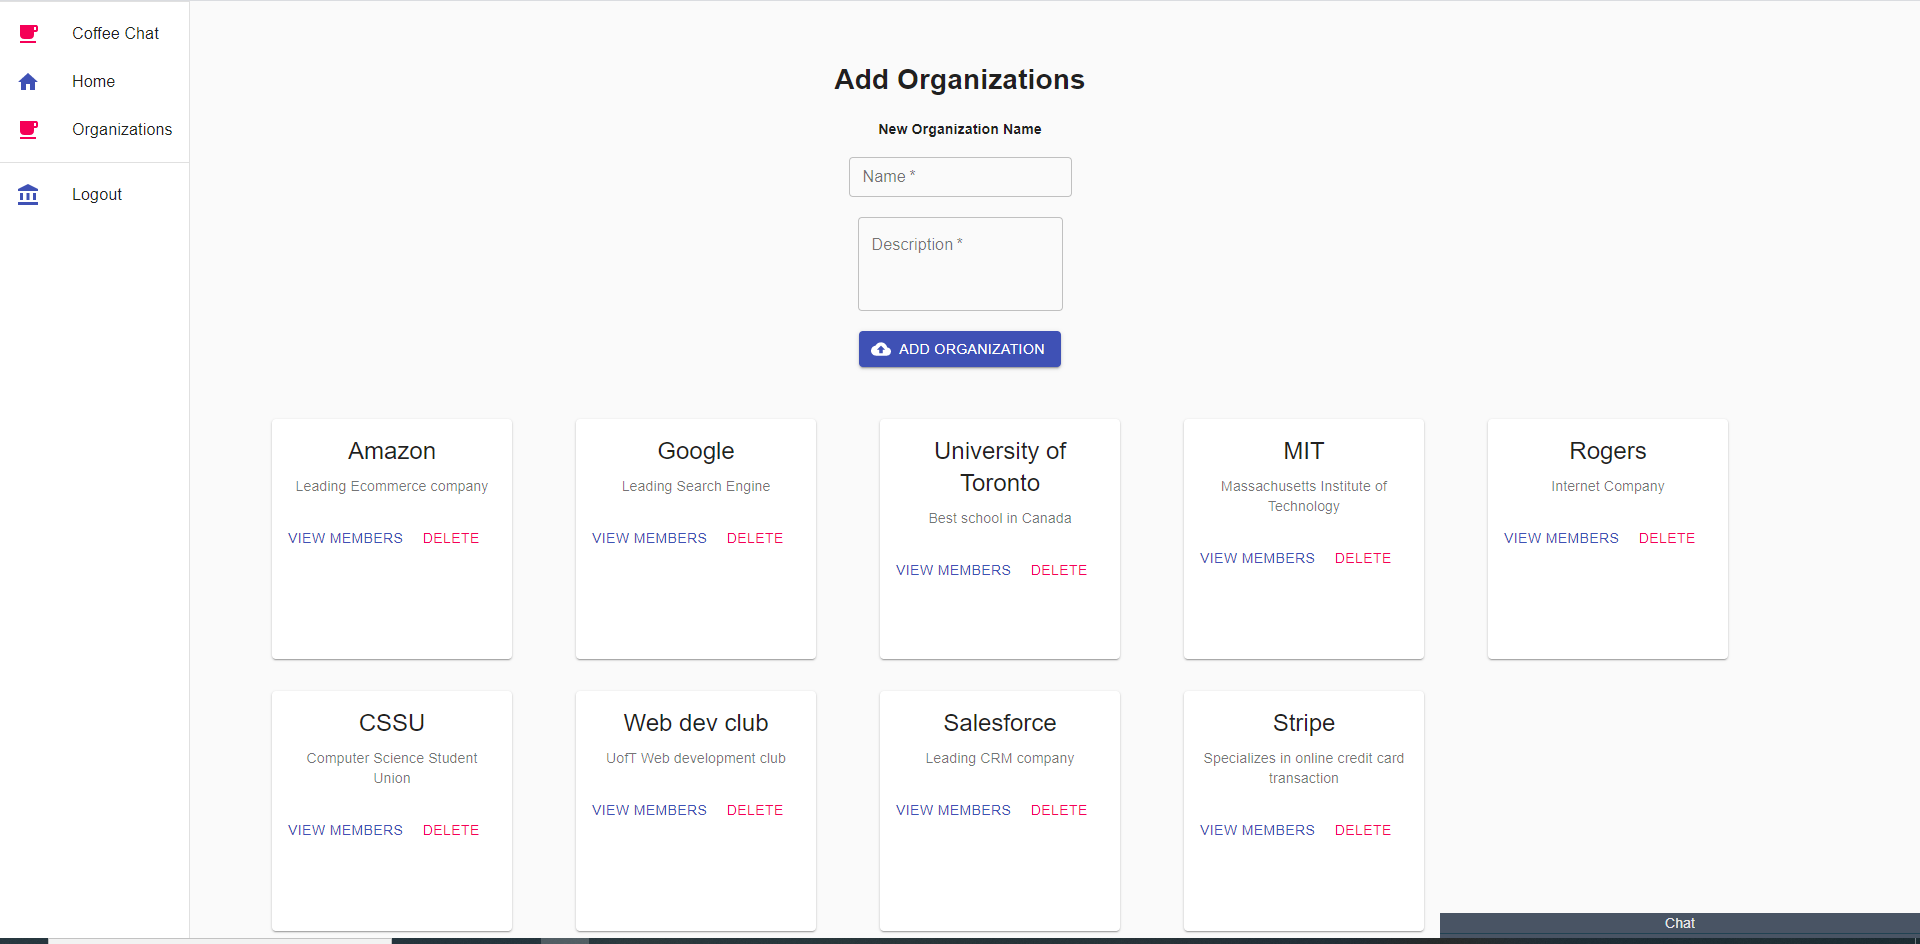 Coffee Chat
Home
Organizations
Logout
Add Organizations
New Organization Name
Name *
Description *
ADD ORGANIZATION
Amazon
Leading Ecommerce company
VIEW MEMBERS DELETE
Google
Leading Search Engine
VIEW MEMBERS DELETE
University of
Toronto
Best school in Canada
VIEW MEMBERS DELETE
MIT
Massachusetts Institute of
Technology
VIEW MEMBERS DELETE
Rogers
Internet Company
VIEW MEMBERS DELETE
CSSU
Computer Science Student
Union
VIEW MEMBERS DELETE
Web dev club
UofT Web development club
VIEW MEMBERS DELETE
Salesforce
Leading CRM company
VIEW MEMBERS DELETE
Stripe
Specializes in online credit card
transaction
VIEW MEMBERS DELETE
Chat